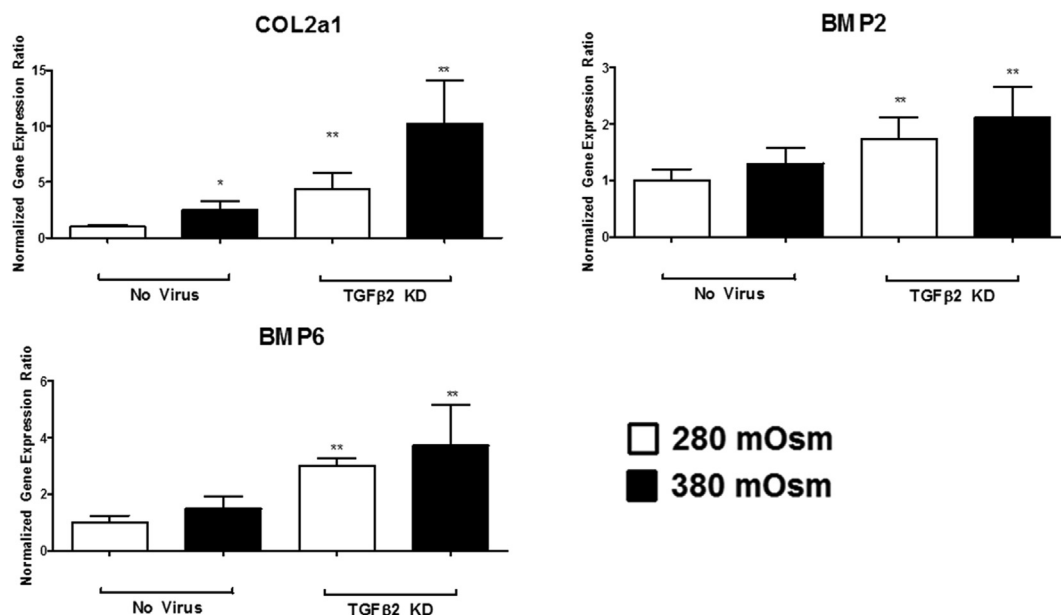 COL2a1
Normalized Gene Expression Ratio
15
10
5
0
*
**
**
No Virus
TGFβ2 KD
BMP2
Normalized Gene Expression Ratio
3
2
1
0
**
**
No Virus
TGFβ2 KD
BMP6
Normalized Gene Expression Ratio
6
4
2
0
**
**
No Virus
TGFβ2 KD
280 mOsm
380 mOsm